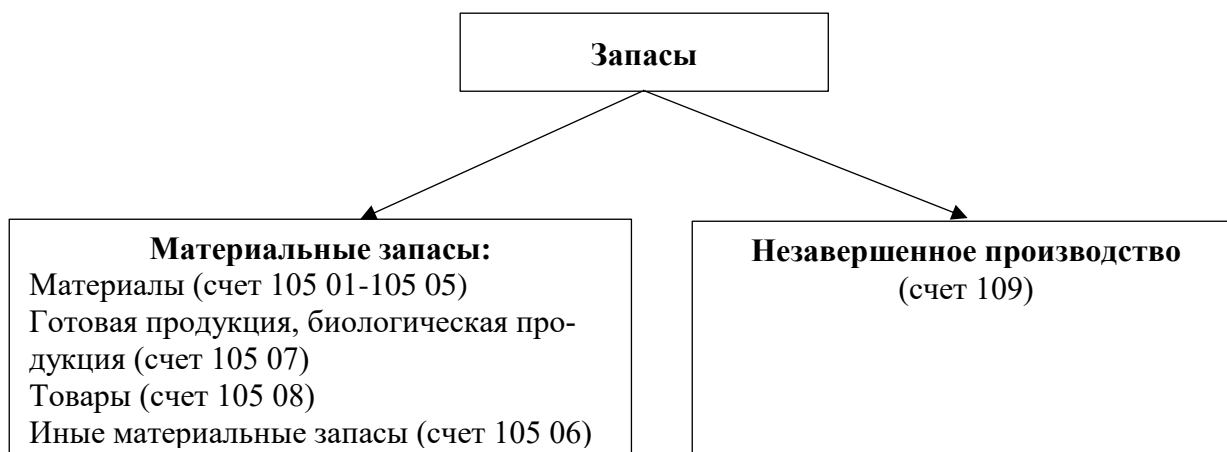 Запасы
Материальные запасы:
Материалы (счет 105 01-105 05)
Готовая продукция, биологическая про-
дукция (счет 105 07)
Товары (счет 105 08)
Иные материальные запасы (счет 105 06)
Незавершенное производство
(счет 109)